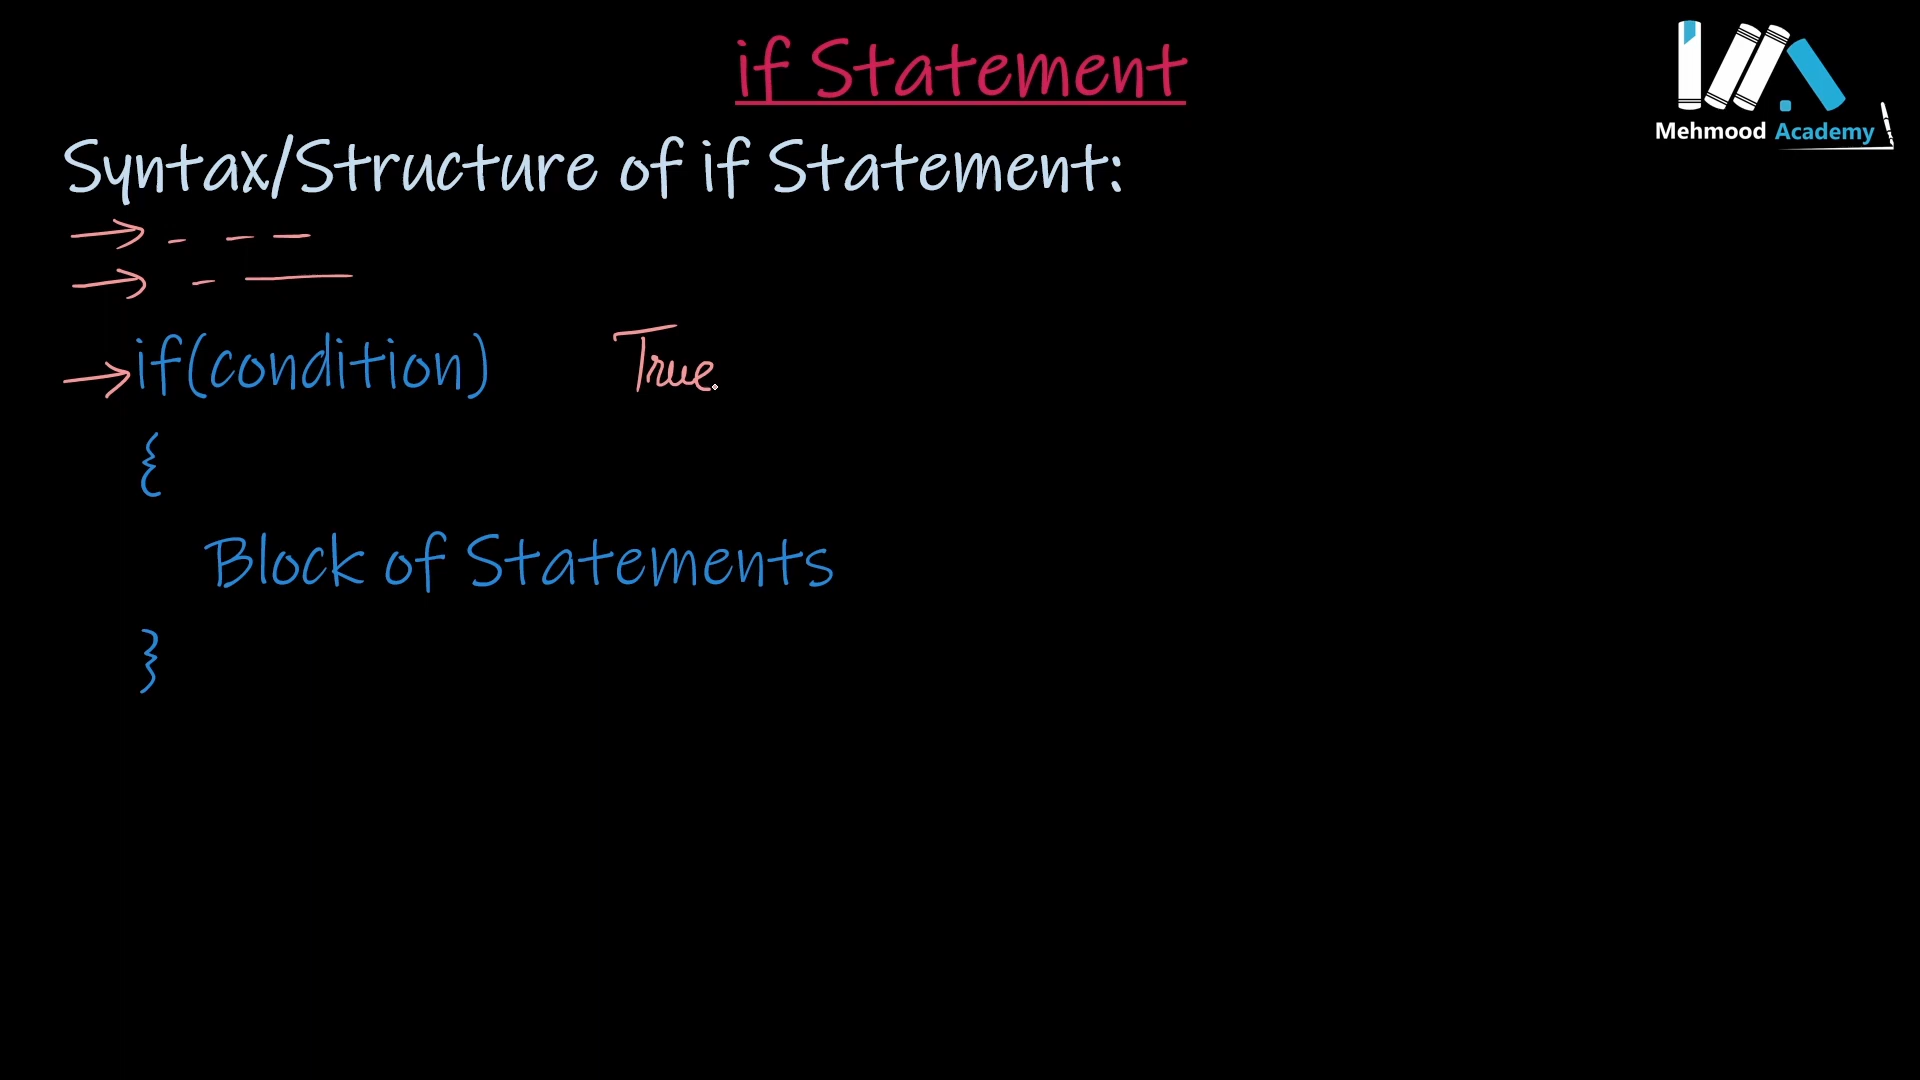 if Statement
Mehmood Academy
Syntax/Structure of if Statement:
if(condition) True
{
Block of Statements
}